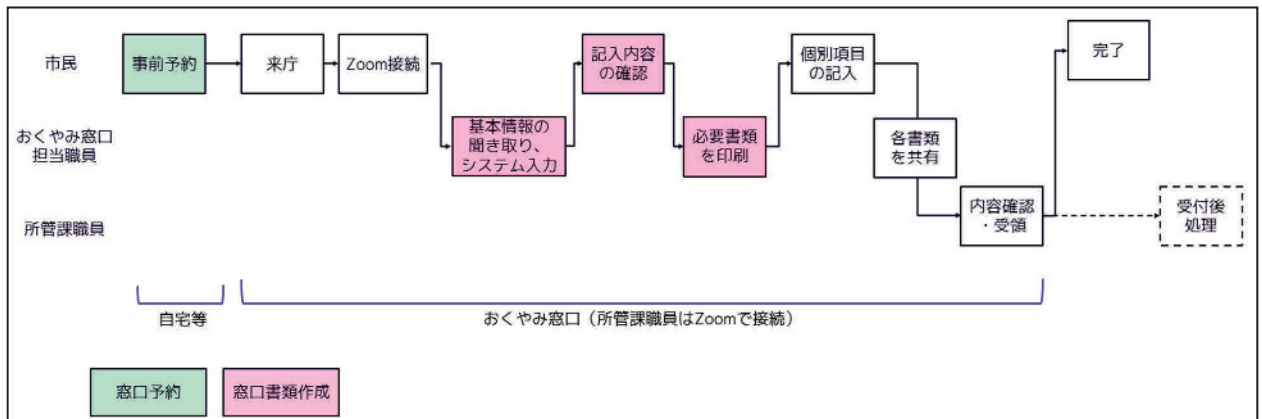 市民
事前予約
来庁
Zoom接続
記入内容
の確認
個別項目
の記入
完了
おくやみ窓口
担当職員
基本情報の
聞き取り、
システム入力
必要書類
を印刷
各書類
を共有
所管課職員
内容確認
・受領
受付後
処理
自宅等
おくやみ窓口（所管課職員はZoomで接続）
窓口予約
窓口書類作成